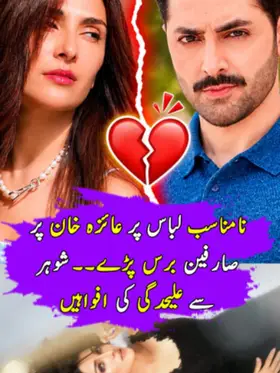 نامناسب لباس پر عائزہ خان پر
صارفین برس پڑے۔۔ شوہر
سے علیحدگی کی افواہیں